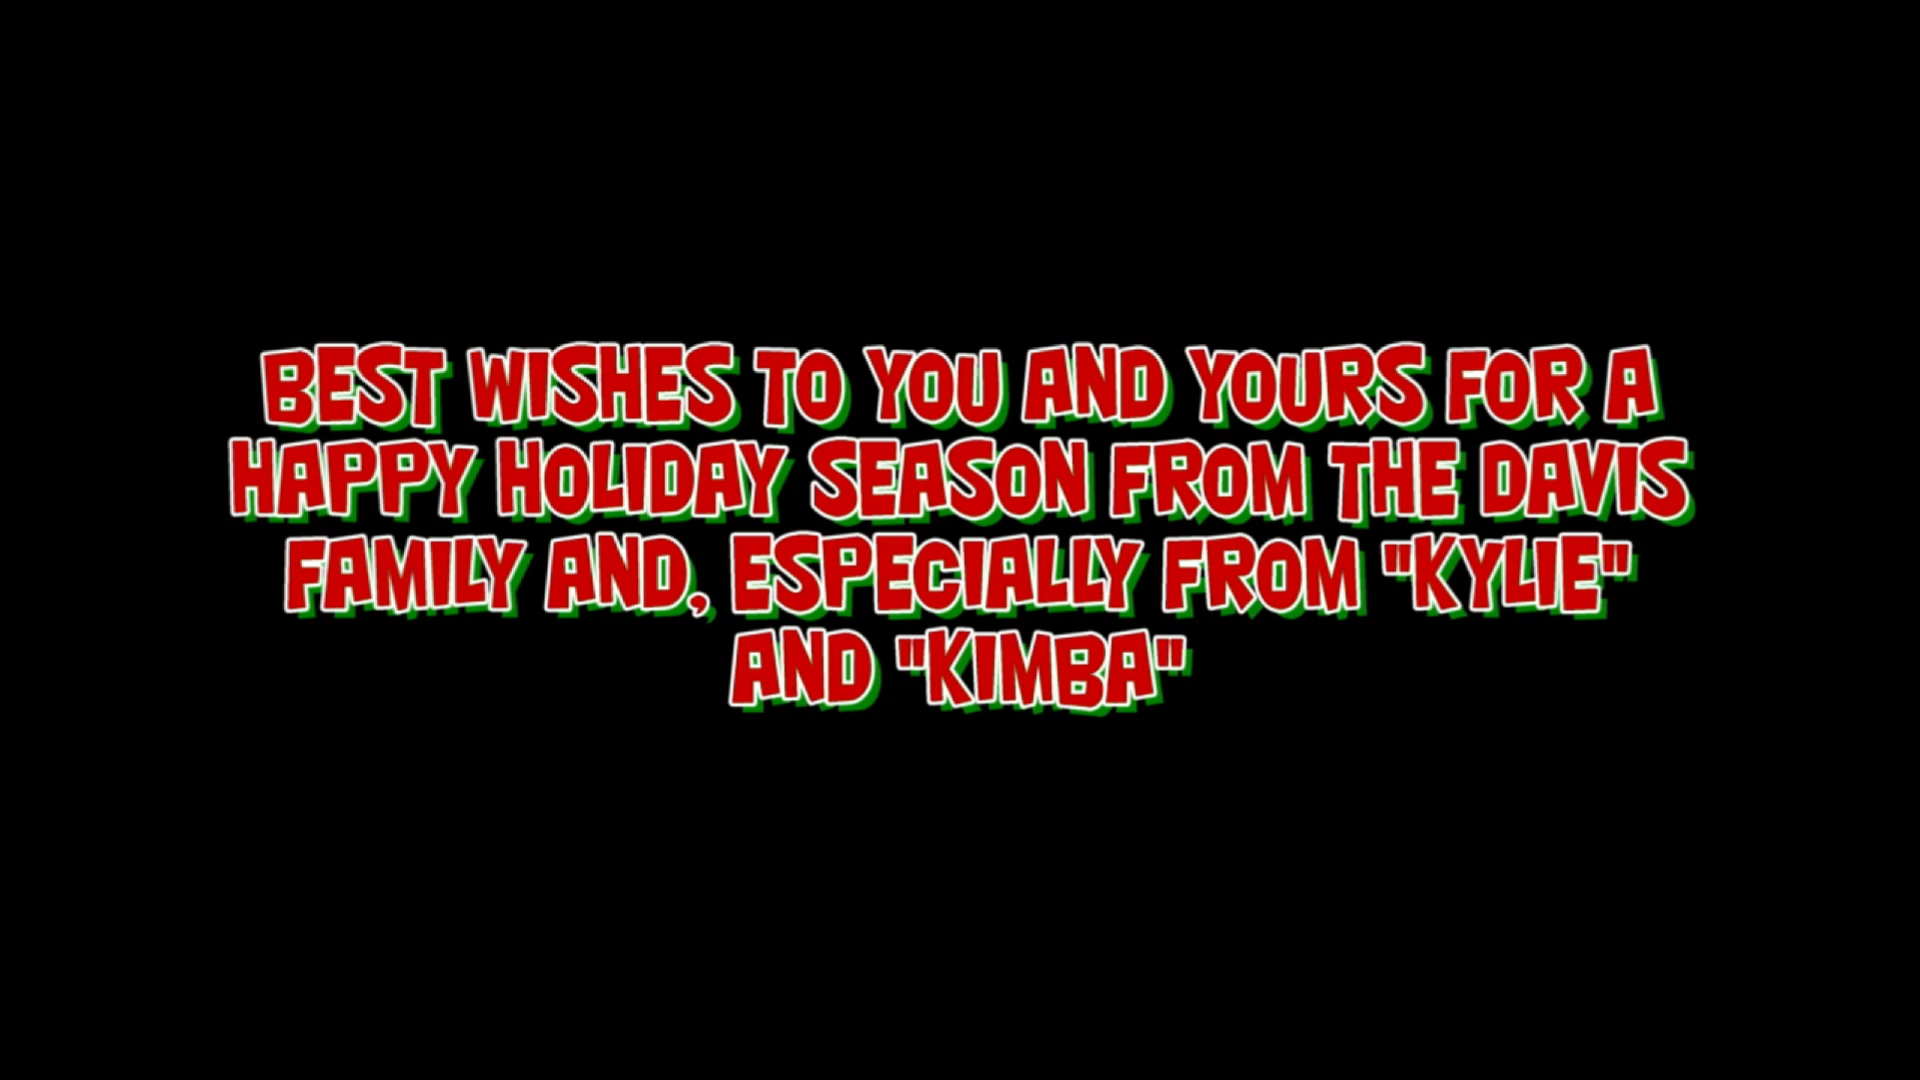 BEST WISHES TO YOU AND YOURS FOR A
HAPPY HOLIDAY SEASON FROM THE DAVIS
FAMILY AND, ESPECIALLY FROM "KYLIE"
AND "KIMBA"